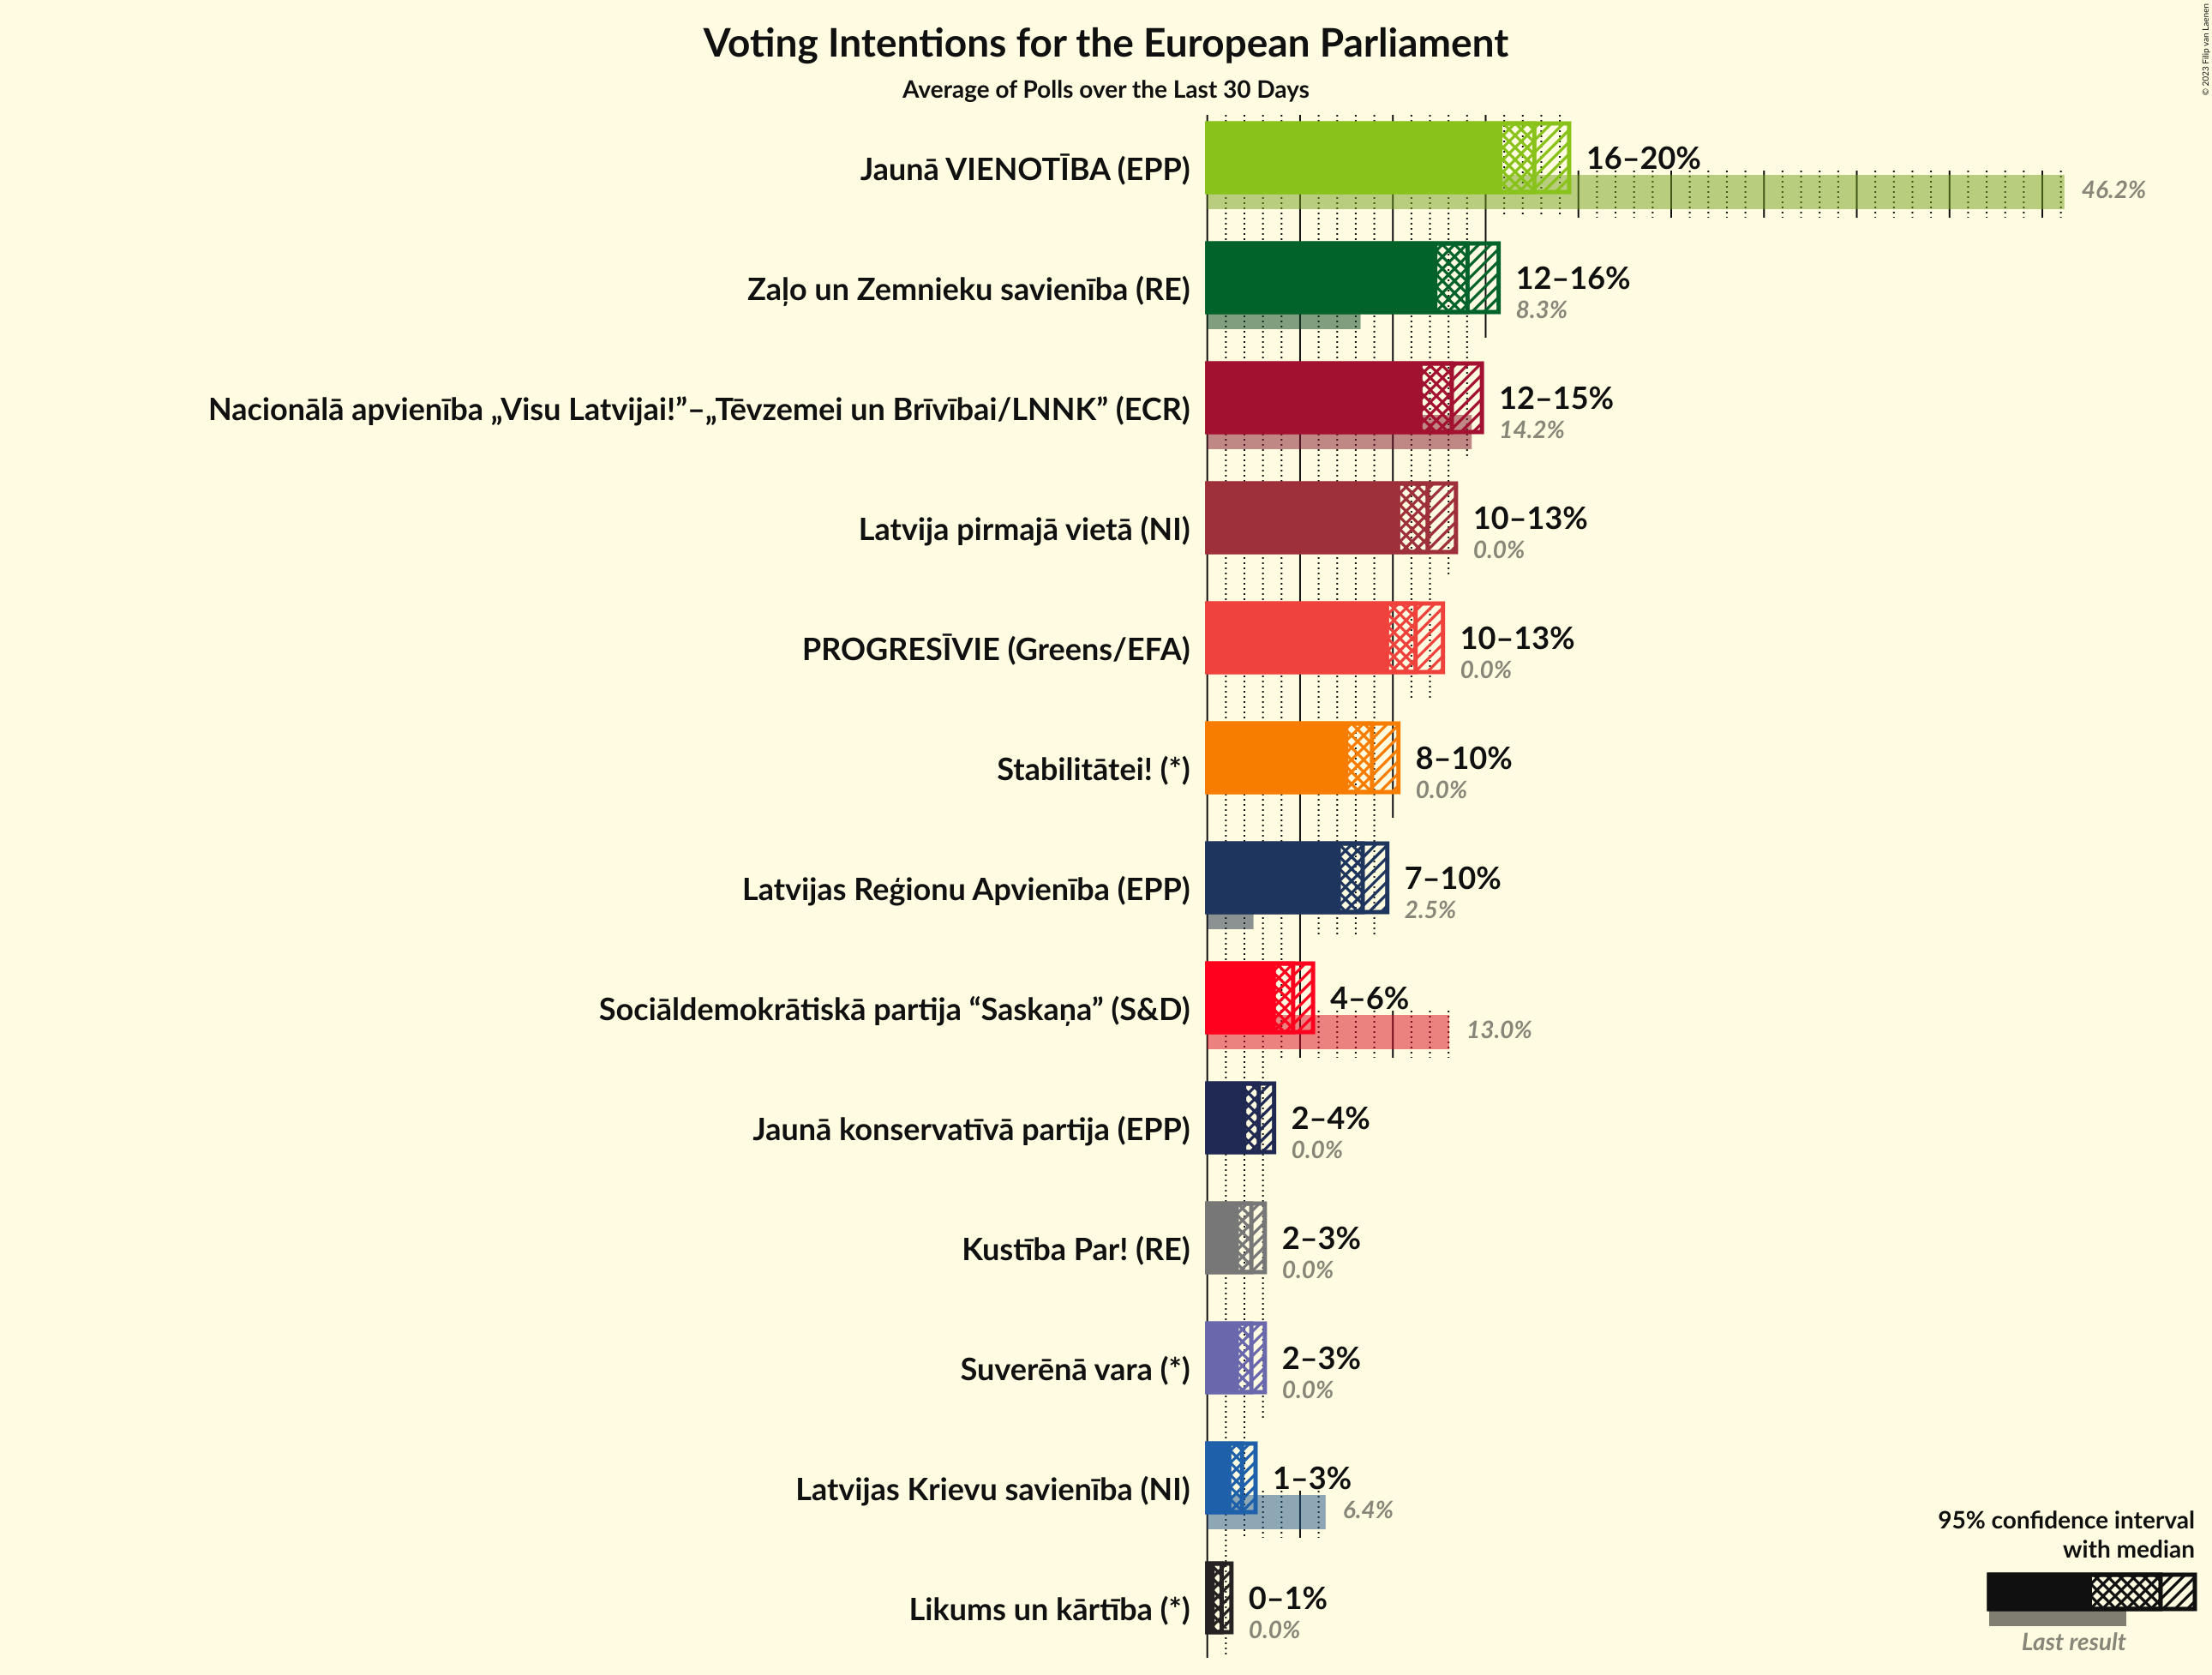 Voting Intentions for the European Parliament
Average of Polls over the Last 30 Days
© 2023 Filip van Laenen
Jaunā VIENOTĪBA (EPP)
16–20%
46.2%
Zaļo un Zemnieku savienība (RE)
12–16%
8.3%
Nacionālā apvienība „Visu Latvijai!”–„Tēvzemei un Brīvībai/LNNK” (ECR)
12–15%
14.2%
Latvija pirmajā vietā (NI)
10–13%
0.0%
PROGRESĪVIE (Greens/EFA)
10–13%
0.0%
Stabilitātei! (*)
8–10%
0.0%
Latvijas Reģionu Apvienība (EPP)
7–10%
2.5%
Sociāldemokrātiskā partija “Saskaņa” (S&D)
4–6%
13.0%
Jaunā konservatīvā partija (EPP)
2–4%
0.0%
Kustība Par! (RE)
2–3%
0.0%
Suverēnā vara (*)
2–3%
0.0%
Latvijas Krievu savienība (NI)
1–3%
6.4%
Likums un kārtība (*)
0–1%
0.0%
95% confidence interval
with median
Last result